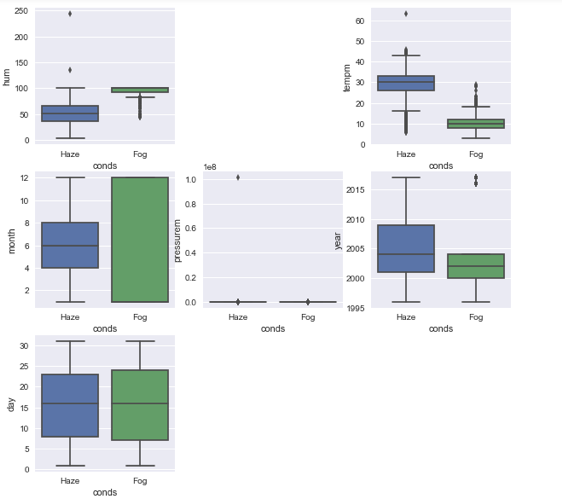 250
200
150
100
50
0
hum
Haze
Fog
conds
60
50
40
30
20
10
0
tempm
Haze
Fog
conds
12
10
8
6
4
2
month
Haze
Fog
conds
1e8
1.0
0.8
0.6
0.4
0.2
0.0
pressurem
Haze
Fog
conds
2015
2010
2005
2000
1995
year
Haze
Fog
conds
30
25
20
15
10
5
0
day
Haze
Fog
conds